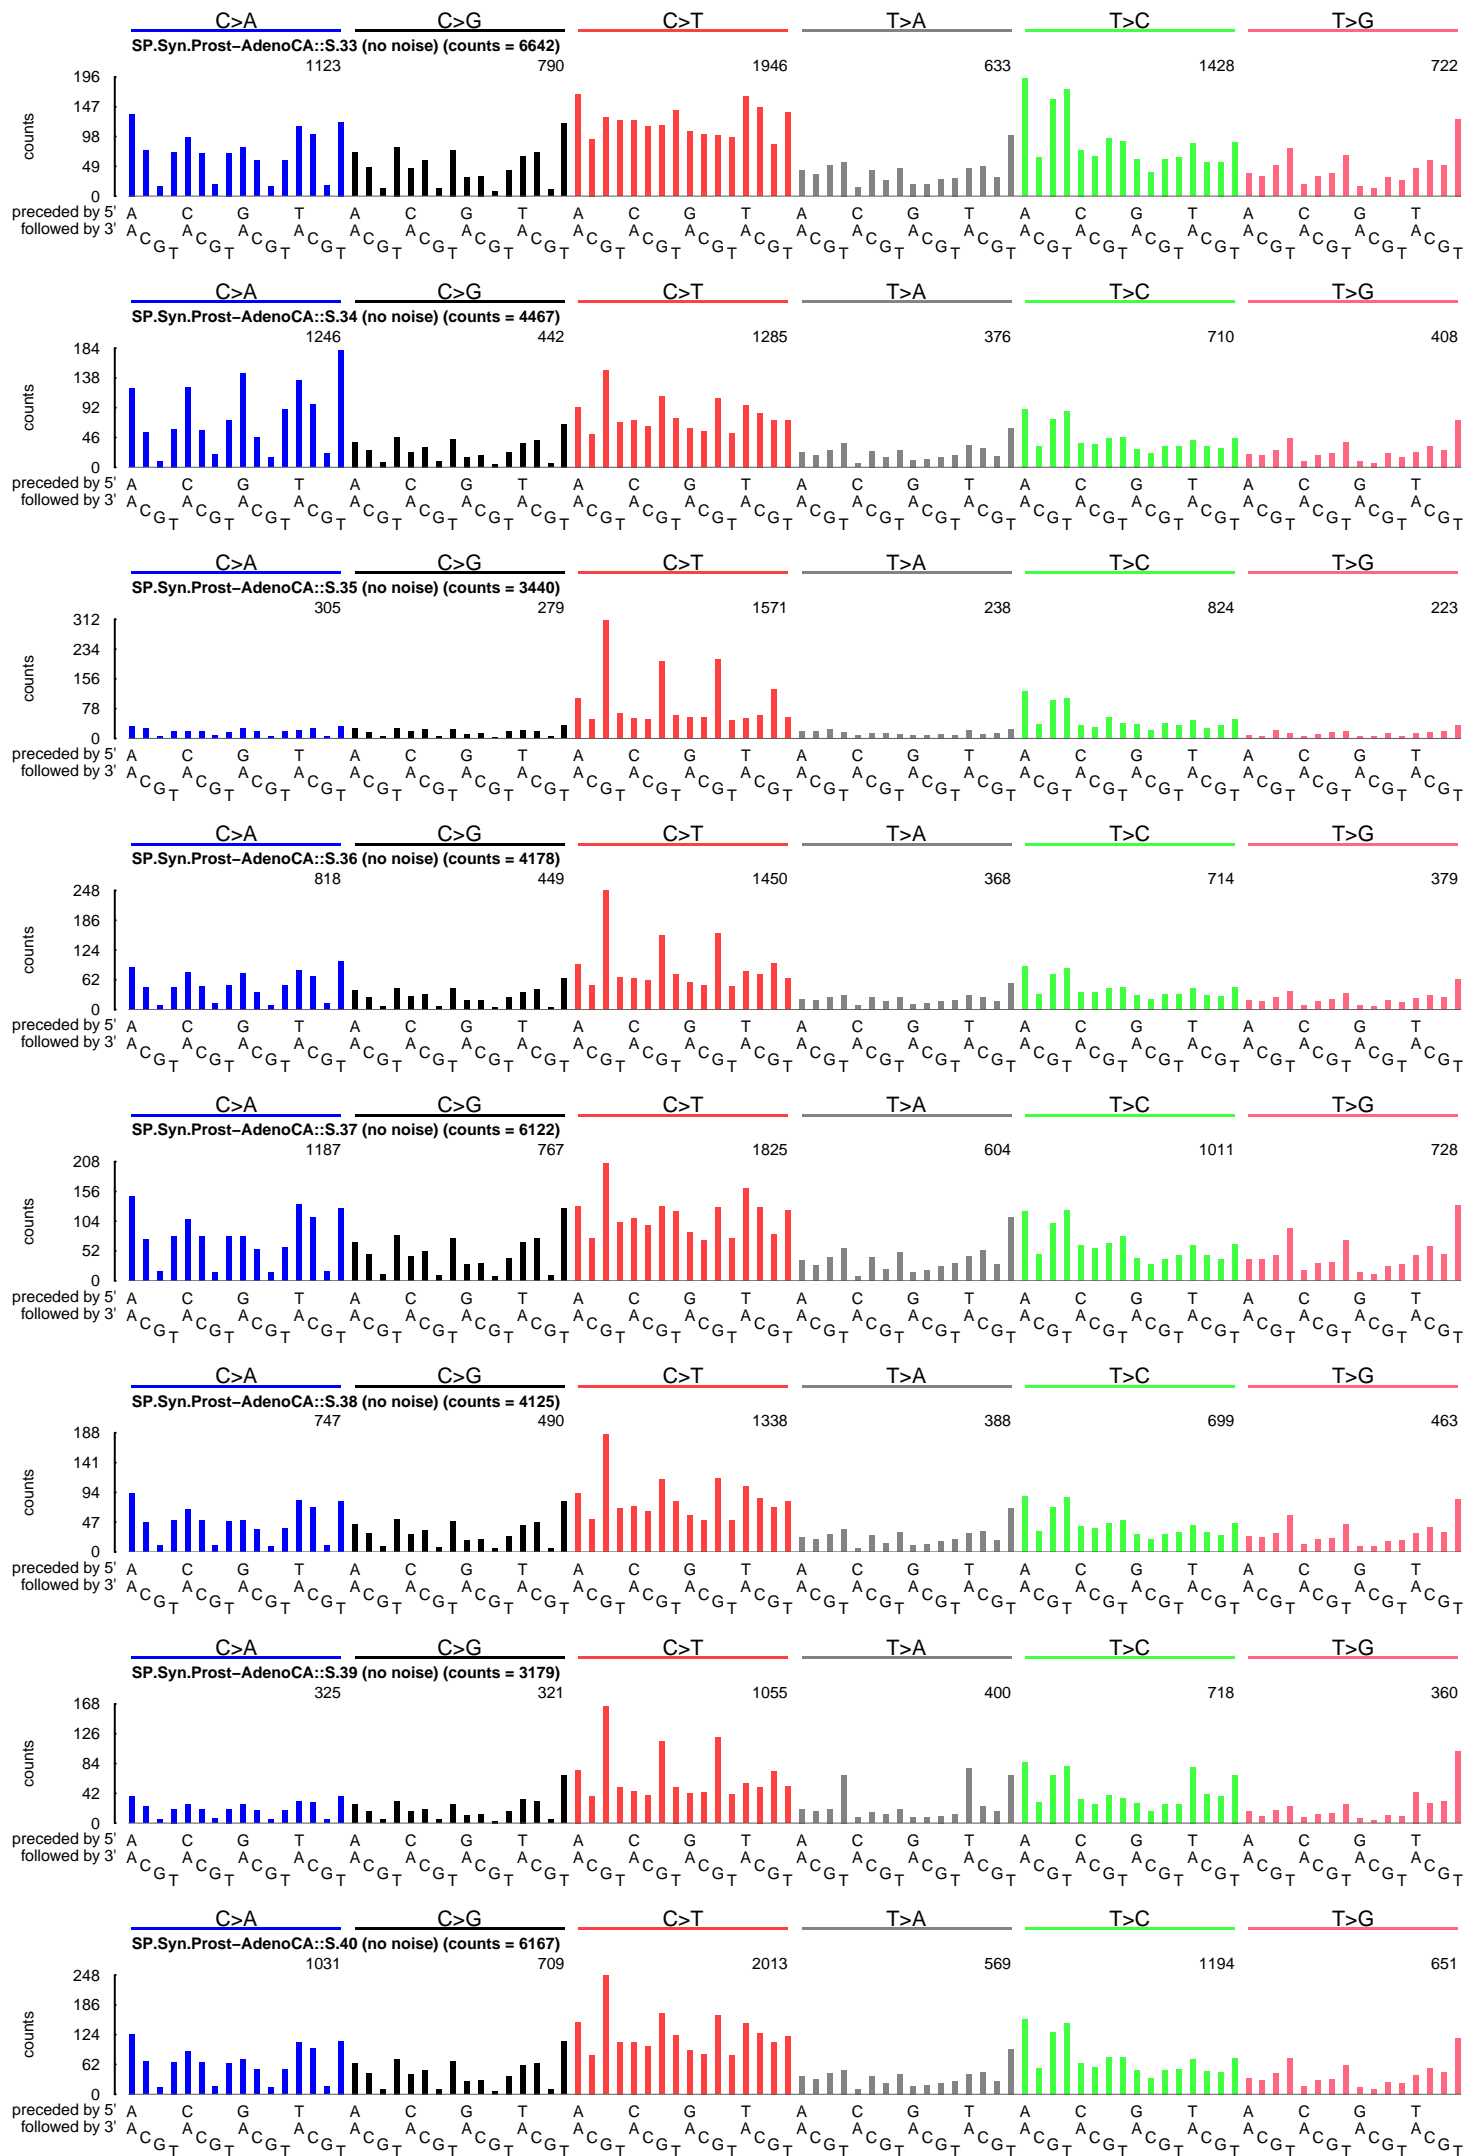 C>A C>G C>T T>A T>C T>G
SP.Syn.Prost−AdenoCA::S.33 (no noise) (counts = 6642)
1123 790 1946 633 1428 722
196
147
98
49
0
counts
preceded by 5' A C G T A C G T A C G T A C G T A C G T A C G T
followed by 3' A C G T A C G T A C G T A C G T A C G T A C G T A C G T A C G T A C G T A C G T A C G T A C G T A C G T A C G T A C G T A C G T A C G T A C G T A C G T A C G T A C G T A C G T A C G T A C G T
C>A C>G C>T T>A T>C T>G
SP.Syn.Prost−AdenoCA::S.34 (no noise) (counts = 4467)
1246 442 1285 376 710 408
184
138
92
46
0
counts
preceded by 5' A C G T A C G T A C G T A C G T A C G T A C G T
followed by 3' A C G T A C G T A C G T A C G T A C G T A C G T A C G T A C G T A C G T A C G T A C G T A C G T A C G T A C G T A C G T A C G T A C G T A C G T A C G T A C G T A C G T A C G T A C G T A C G T
C>A C>G C>T T>A T>C T>G
SP.Syn.Prost−AdenoCA::S.35 (no noise) (counts = 3440)
305 279 1571 238 824 223
312
234
156
78
0
counts
preceded by 5' A C G T A C G T A C G T A C G T A C G T A C G T
followed by 3' A C G T A C G T A C G T A C G T A C G T A C G T A C G T A C G T A C G T A C G T A C G T A C G T A C G T A C G T A C G T A C G T A C G T A C G T A C G T A C G T A C G T A C G T A C G T A C G T
C>A C>G C>T T>A T>C T>G
SP.Syn.Prost−AdenoCA::S.36 (no noise) (counts = 4178)
818 449 1450 368 714 379
248
186
124
62
0
counts
preceded by 5' A C G T A C G T A C G T A C G T A C G T A C G T
followed by 3' A C G T A C G T A C G T A C G T A C G T A C G T A C G T A C G T A C G T A C G T A C G T A C G T A C G T A C G T A C G T A C G T A C G T A C G T A C G T A C G T A C G T A C G T A C G T A C G T
C>A C>G C>T T>A T>C T>G
SP.Syn.Prost−AdenoCA::S.37 (no noise) (counts = 6122)
1187 767 1825 604 1011 728
208
156
104
52
0
counts
preceded by 5' A C G T A C G T A C G T A C G T A C G T A C G T
followed by 3' A C G T A C G T A C G T A C G T A C G T A C G T A C G T A C G T A C G T A C G T A C G T A C G T A C G T A C G T A C G T A C G T A C G T A C G T A C G T A C G T A C G T A C G T A C G T A C G T
C>A C>G C>T T>A T>C T>G
SP.Syn.Prost−AdenoCA::S.38 (no noise) (counts = 4125)
747 490 1338 388 699 463
188
141
94
47
0
counts
preceded by 5' A C G T A C G T A C G T A C G T A C G T A C G T
followed by 3' A C G T A C G T A C G T A C G T A C G T A C G T A C G T A C G T A C G T A C G T A C G T A C G T A C G T A C G T A C G T A C G T A C G T A C G T A C G T A C G T A C G T A C G T A C G T A C G T
C>A C>G C>T T>A T>C T>G
SP.Syn.Prost−AdenoCA::S.39 (no noise) (counts = 3179)
325 321 1055 400 718 360
168
126
84
42
0
counts
preceded by 5' A C G T A C G T A C G T A C G T A C G T A C G T
followed by 3' A C G T A C G T A C G T A C G T A C G T A C G T A C G T A C G T A C G T A C G T A C G T A C G T A C G T A C G T A C G T A C G T A C G T A C G T A C G T A C G T A C G T A C G T A C G T A C G T
C>A C>G C>T T>A T>C T>G
SP.Syn.Prost−AdenoCA::S.40 (no noise) (counts = 6167)
1031 709 2013 569 1194 651
248
186
124
62
0
counts
preceded by 5' A C G T A C G T A C G T A C G T A C G T A C G T
followed by 3' A C G T A C G T A C G T A C G T A C G T A C G T A C G T A C G T A C G T A C G T A C G T A C G T A C G T A C G T A C G T A C G T A C G T A C G T A C G T A C G T A C G T A C G T A C G T A C G T